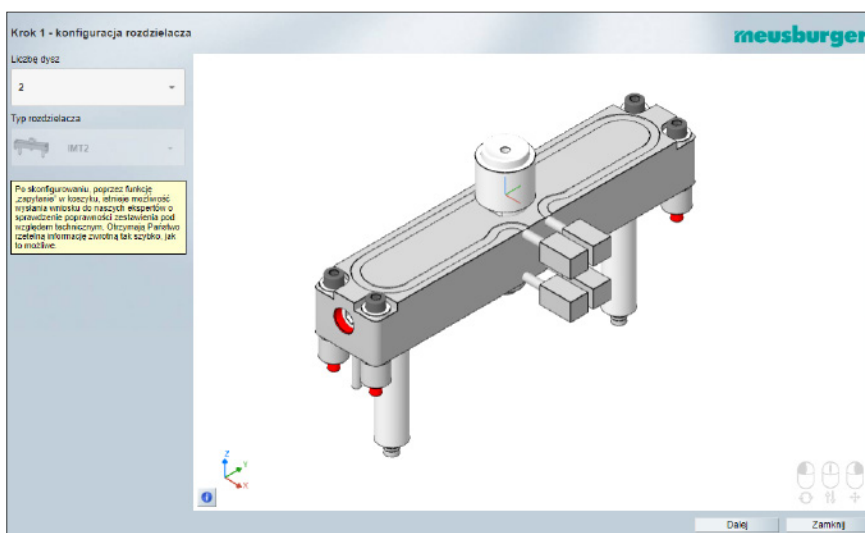 Krok 1 - konfiguracja rozdzielacza
meusburger
Liczbę dysz
2
Typ rozdzielacza
IMT2
Po skonfigurowaniu, poprzez funkcję
„zapytanie" w koszyku, istnieje możliwość
wysłania wniosku do naszych ekspertów o
sprawdzenie poprawności zestawienia pod
względem technicznym. Otrzymają Państwo
rzetelną informację zwrotną tak szybko, jak
to możliwe.
Z
Y
X
i
Dalej
Zamknij